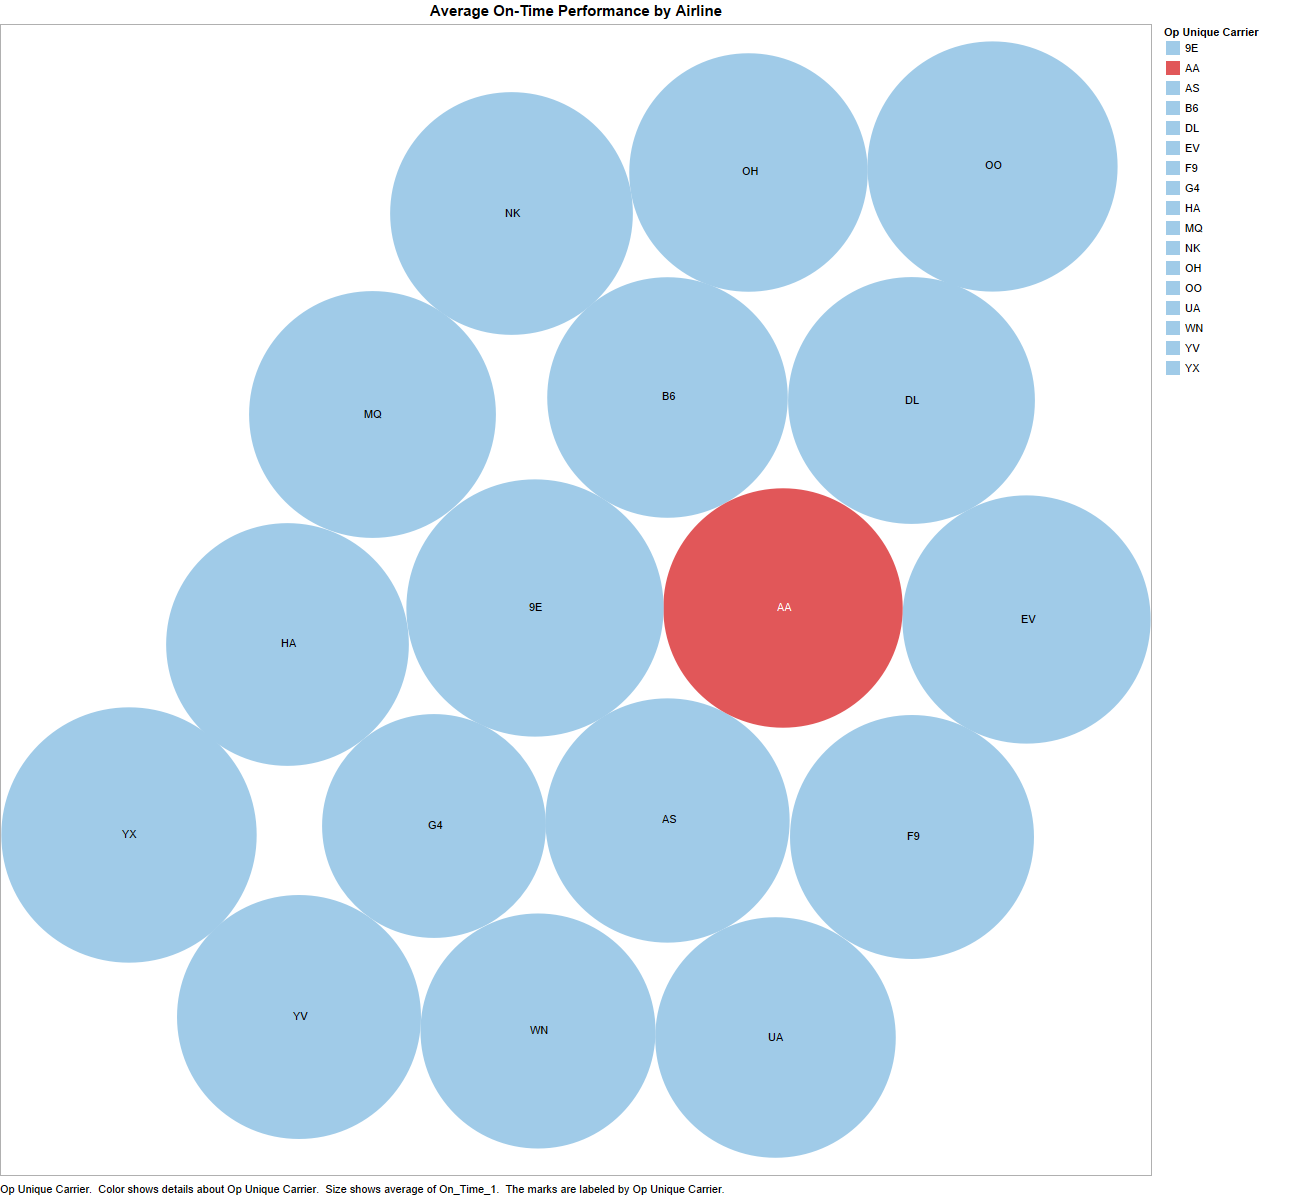 Average On-Time Performance by Airline
Op Unique Carrier
9E
AA
AS
B6
DL
EV
F9
G4
HA
MQ
NK
OH
OO
UA
WN
YV
YX
OO
OH
NK
B6
DL
MQ
9E
AA
EV
HA
AS
G4
YX
F9
YV
WN
UA
Op Unique Carrier.  Color shows details about Op Unique Carrier.  Size shows average of On_Time_1.  The marks are labeled by Op Unique Carrier.